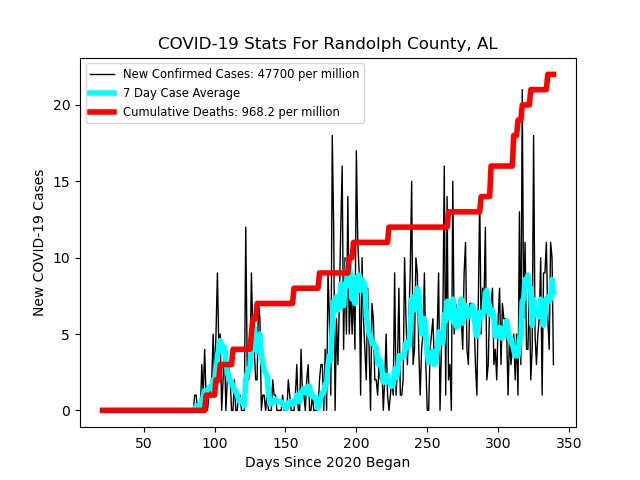 COVID-19 Stats For Randolph County, AL
New Confirmed Cases: 47700 per million
7 Day Case Average
Cumulative Deaths: 968.2 per million
New COVID-19 Cases
20
15
10
5
0
50 100 150 200 250 300 350
Days Since 2020 Began